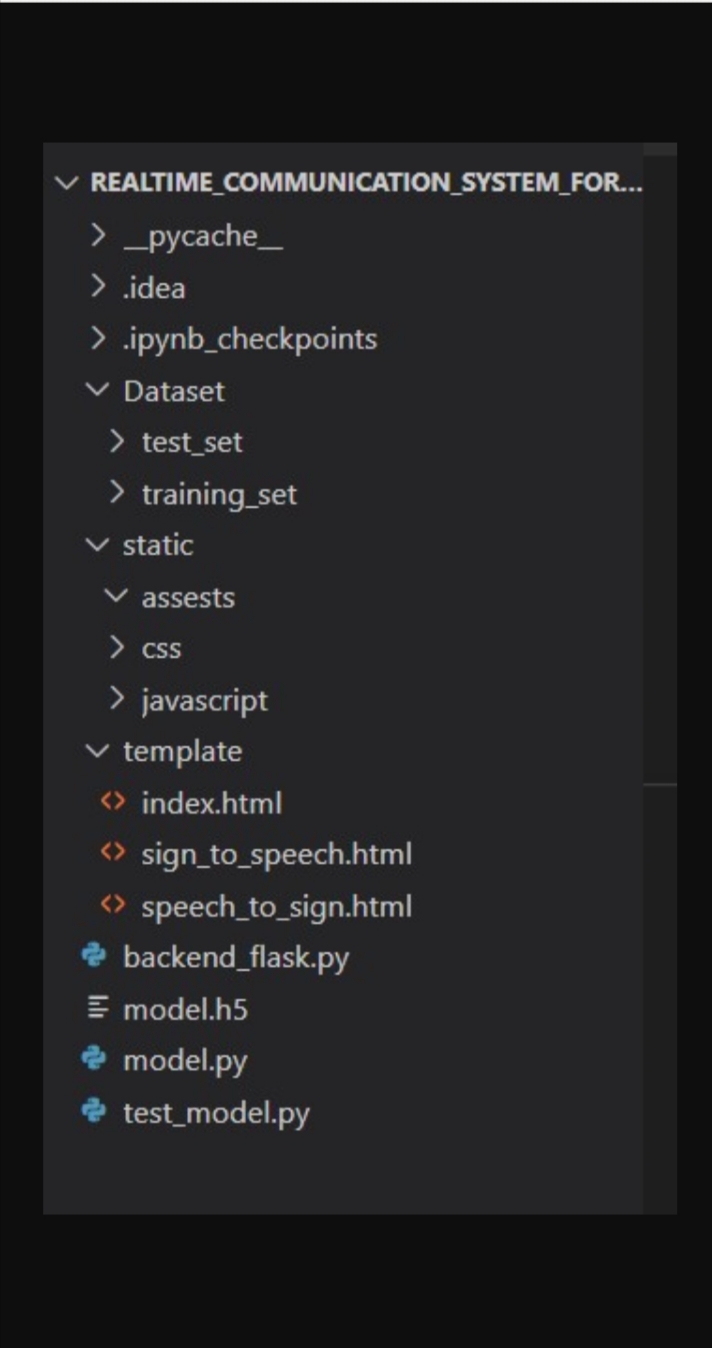 REALTIME_COMMUNICATION_SYSTEM_FOR...
__pycache__
.idea
.ipynb_checkpoints
Dataset
test_set
training_set
static
assests
css
javascript
template
index.html
sign_to_speech.html
speech_to_sign.html
backend_flask.py
model.h5
model.py
test_model.py